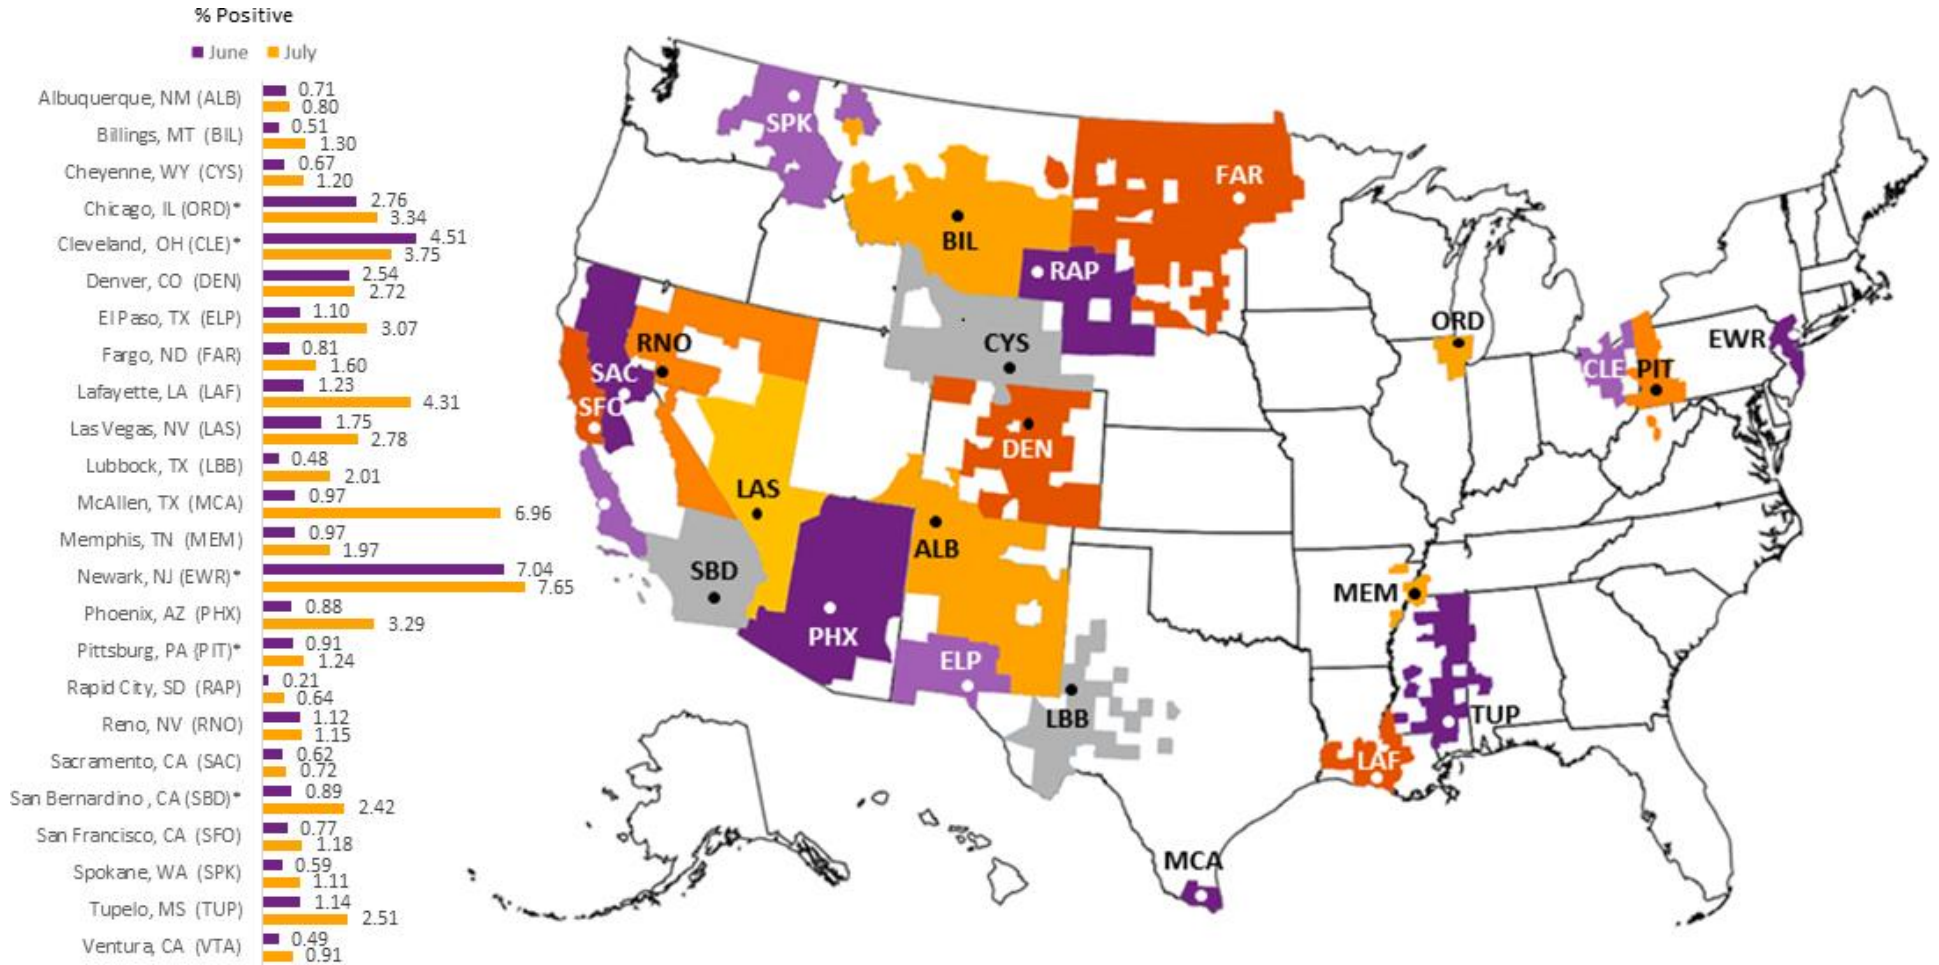 % Positive
June July
Albuquerque, NM (ALB) 0.71 0.80
Billings, MT (BIL) 0.51 1.30
Cheyenne, WY (CYS) 0.67 1.20
Chicago, IL (ORD)* 2.76 3.34
Cleveland, OH (CLE)* 4.51 3.75
Denver, CO (DEN) 2.54 2.72
El Paso, TX (ELP) 1.10 3.07
Fargo, ND (FAR) 0.81 1.60
Lafayette, LA (LAF) 1.23 4.31
Las Vegas, NV (LAS) 1.75 2.78
Lubbock, TX (LBB) 0.48 2.01
McAllen, TX (MCA) 0.97 6.96
Memphis, TN (MEM) 0.97 1.97
Newark, NJ (EWR)* 7.04 7.65
Phoenix, AZ (PHX) 0.88 3.29
Pittsburg, PA (PIT)* 0.91 1.24
Rapid City, SD (RAP) 0.21 0.64
Reno, NV (RNO) 1.12 1.15
Sacramento, CA (SAC) 0.62 0.72
San Bernardino , CA (SBD)* 0.89 2.42
San Francisco, CA (SFO) 0.77 1.18
Spokane, WA (SPK) 0.59 1.11
Tupelo, MS (TUP) 1.14 2.51
Ventura, CA (VTA) 0.49 0.91
SPK
FAR
BIL
RAP
ORD
EWR
RNO
CYS
CLE
PIT
SAC
SFO
DEN
LAS
ALB
SBD
MEM
PHX
ELP
LBB
TUP
LAF
MCA